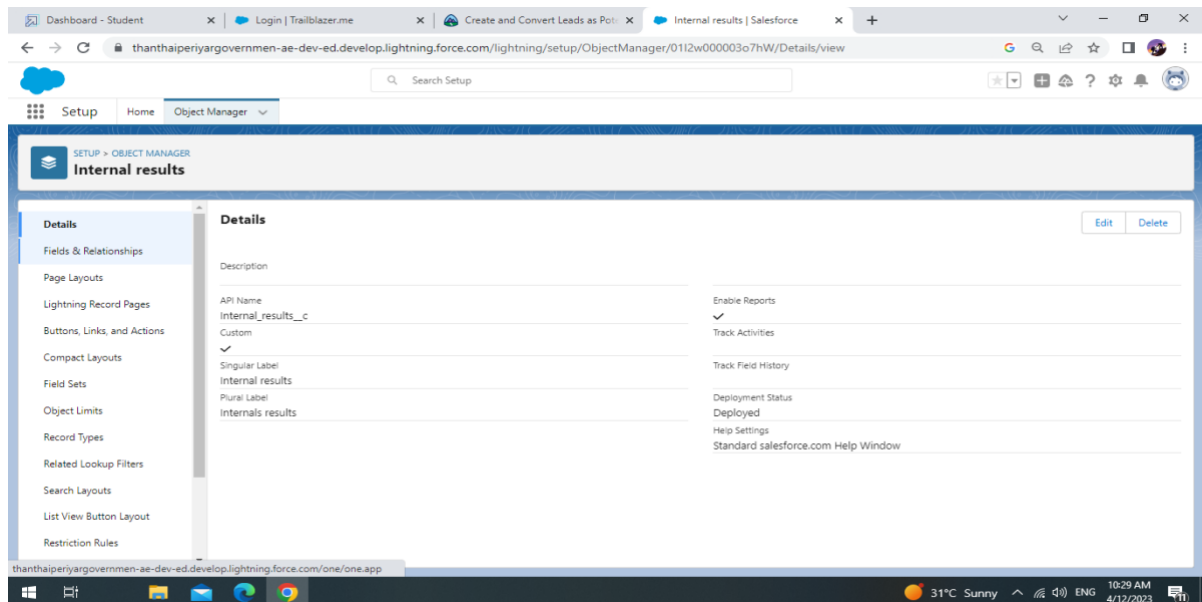 Dashboard - Student
Login | Trailblazer.me
Create and Convert Leads as Pote
Internal results | Salesforce
thanthaiperiyargovernmen-ae-dev-ed.develop.lightning.force.com/lightning/setup/ObjectManager/01I2w000003o7hW/Details/view
Search Setup
Setup Home Object Manager
SETUP > OBJECT MANAGER
Internal results
Details
Fields & Relationships
Page Layouts
Lightning Record Pages
Buttons, Links, and Actions
Compact Layouts
Field Sets
Object Limits
Record Types
Related Lookup Filters
Search Layouts
List View Button Layout
Restriction Rules
Details
Edit Delete
Description
API Name
Internal_results__c
Custom
Singular Label
Internal results
Plural Label
Internals results
Enable Reports
Track Activities
Track Field History
Deployment Status
Deployed
Help Settings
Standard salesforce.com Help Window
thanthaiperiyargovernmen-ae-dev-ed.develop.lightning.force.com/one/one.app
31°C Sunny
ENG
10:29 AM
4/12/2023